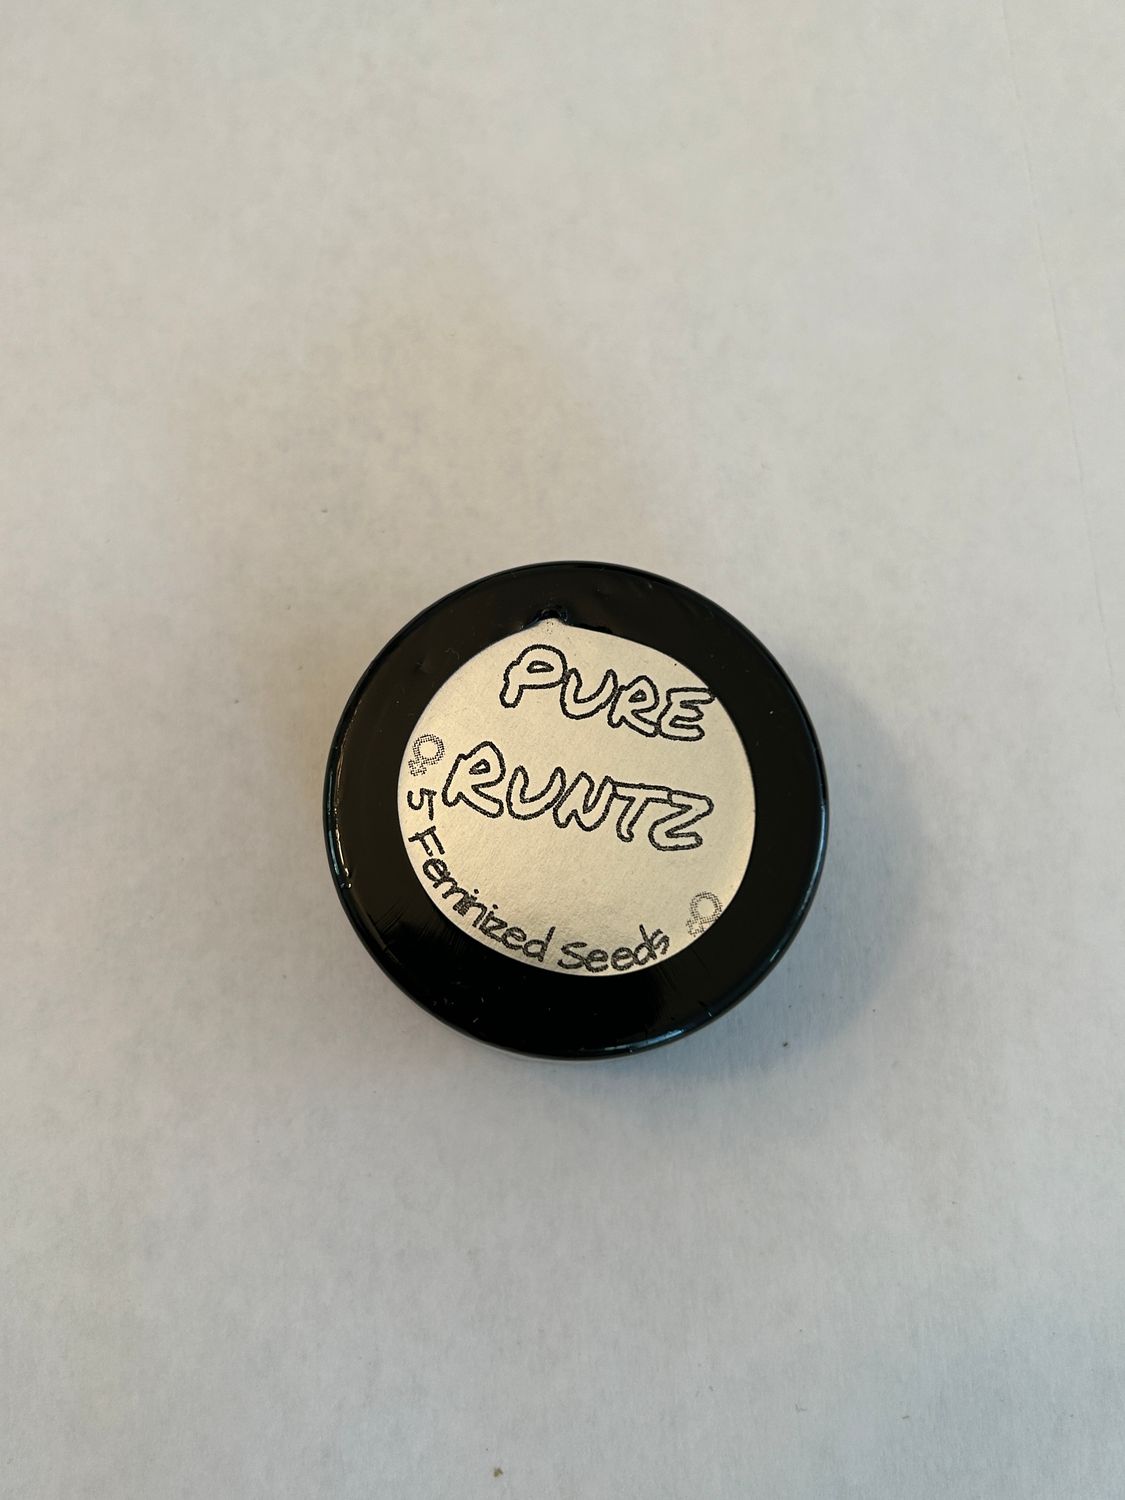 PURE
RUNTZ
♀ 5 Feminized Seeds ♀